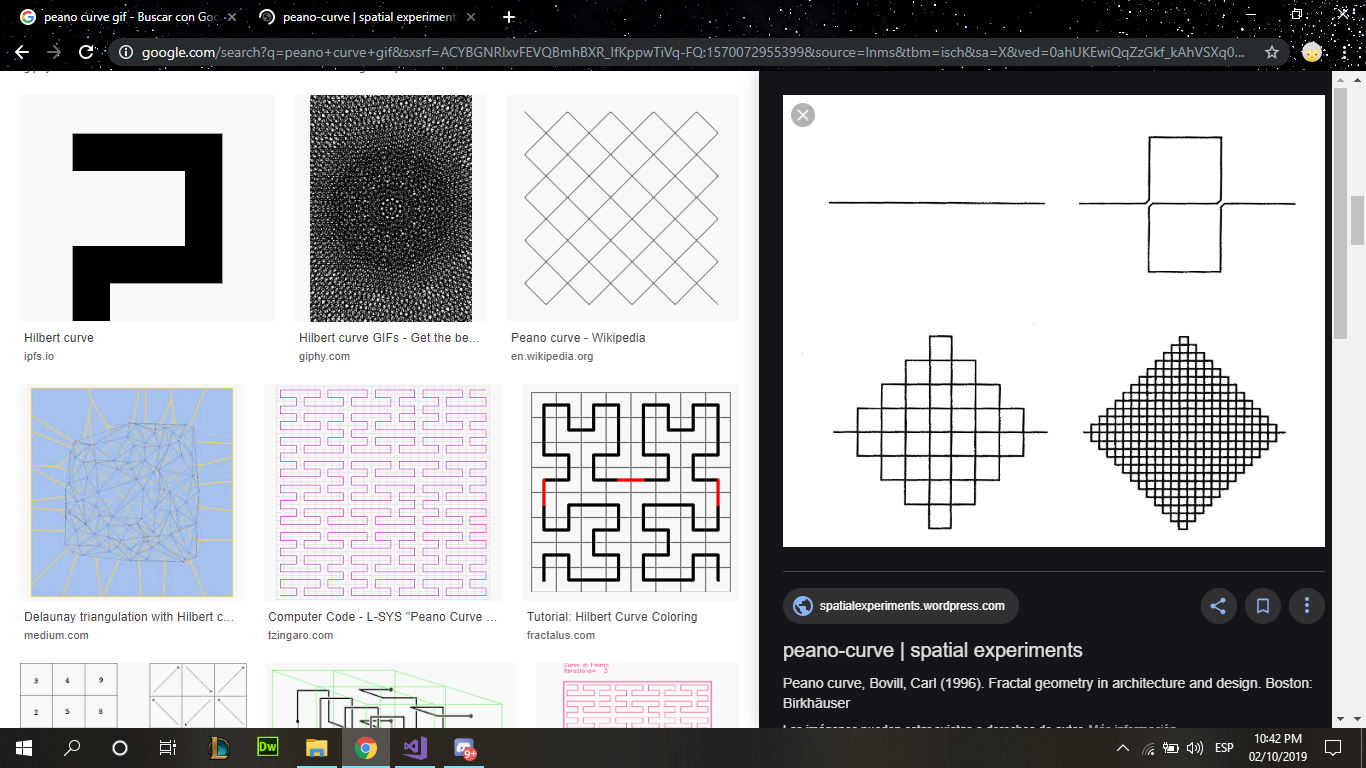 peano curve gif - Buscar con Goo
peano-curve | spatial experiments
google.com/search?q=peano+curve+gif&sxsrf=ACYBGNRlxvFEVQBmhBXR_lfKppwTiVq-FQ:1570072955399&source=lnms&tbm=isch&sa=X&ved=0ahUKEwiQqZzGkf_kAhVSXq0...
Hilbert curve
ipfs.io
Hilbert curve GIFs - Get the be...
giphy.com
Peano curve - Wikipedia
en.wikipedia.org
Delaunay triangulation with Hilbert c...
medium.com
Computer Code - L-SYS "Peano Curve ...
tzingaro.com
Tutorial: Hilbert Curve Coloring
fractalus.com
3 4 9
2 5 8
Curva di Peano
Iterazione= 3
spatialexperiments.wordpress.com
peano-curve | spatial experiments
Peano curve, Bovill, Carl (1996). Fractal geometry in architecture and design. Boston:
Birkhäuser
Dw
9+
ESP
10:42 PM
02/10/2019